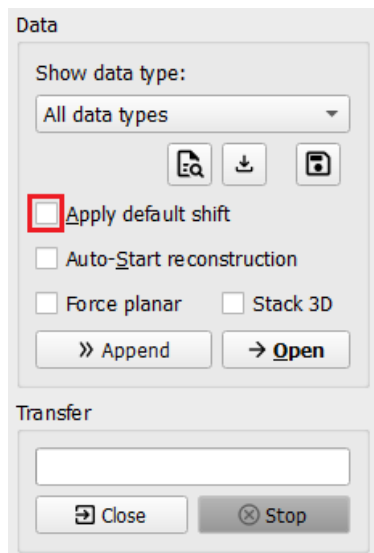 Data
Show data type:
All data types
Apply default shift
Auto-Start reconstruction
Force planar Stack 3D
Append Open
Transfer
Close Stop